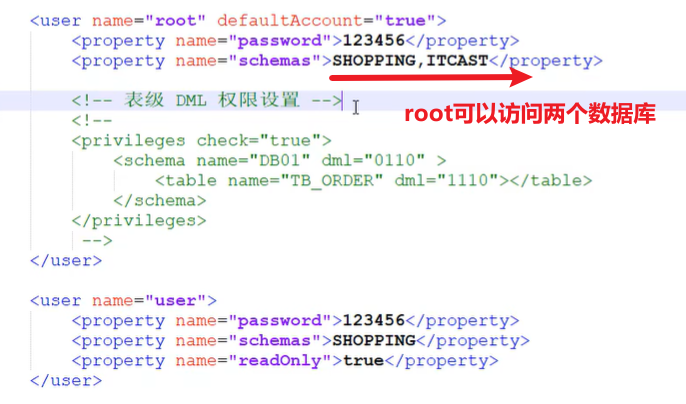 <user name="root" defaultAccount="true">
<property name="password">123456</property>
<property name="schemas">SHOPPING,ITCAST</property>
<!-- 表级 DML 权限设置 -->
root可以访问两个数据库
<!--
<privileges check="true">
<schema name="DB01" dml="0110" >
<table name="TB_ORDER" dml="1110"></table>
</schema>
</privileges>
-->
</user>
<user name="user">
<property name="password">123456</property>
<property name="schemas">SHOPPING</property>
<property name="readOnly">true</property>
</user>